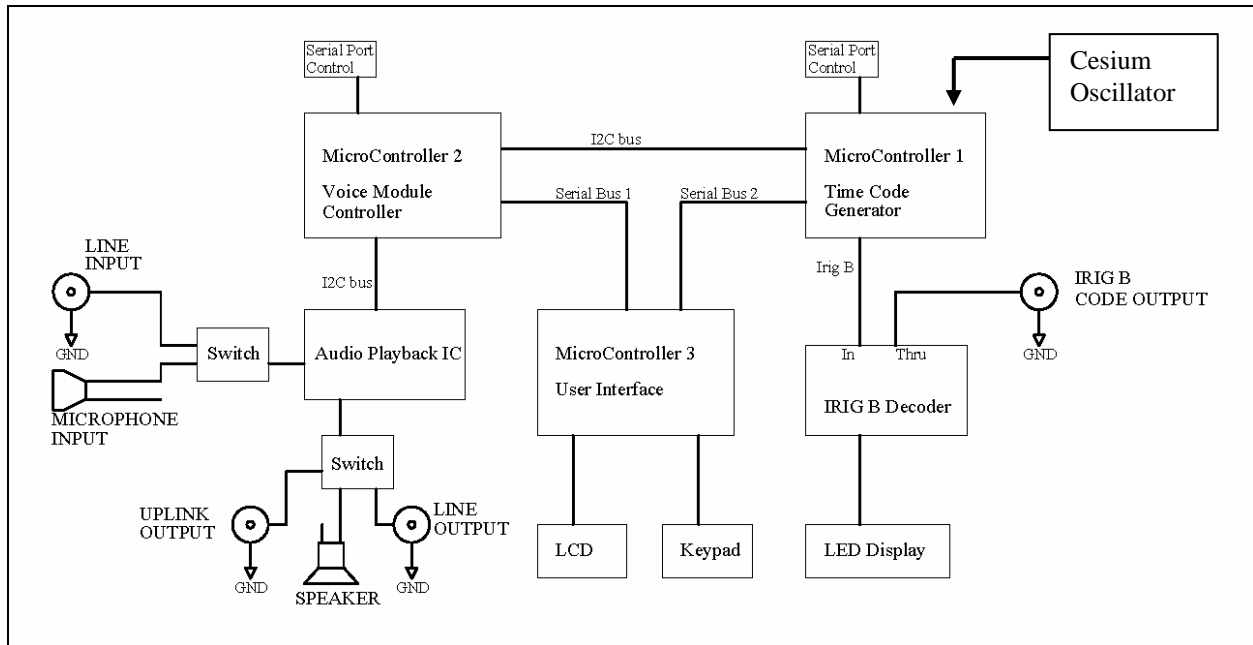 Serial Port
Control
Serial Port
Control
Cesium
Oscillator
I2C bus
MicroController 2
Voice Module
Controller
MicroController 1
Time Code
Generator
Serial Bus 1
Serial Bus 2
LINE
INPUT
I2C bus
Irig B
IRIG B
CODE OUTPUT
GND
Switch
Audio Playback IC
MicroController 3
User Interface
In
Thru
GND
MICROPHONE
INPUT
IRIG B Decoder
Switch
UPLINK
OUTPUT
LINE
OUTPUT
LCD
Keypad
LED Display
GND
SPEAKER
GND